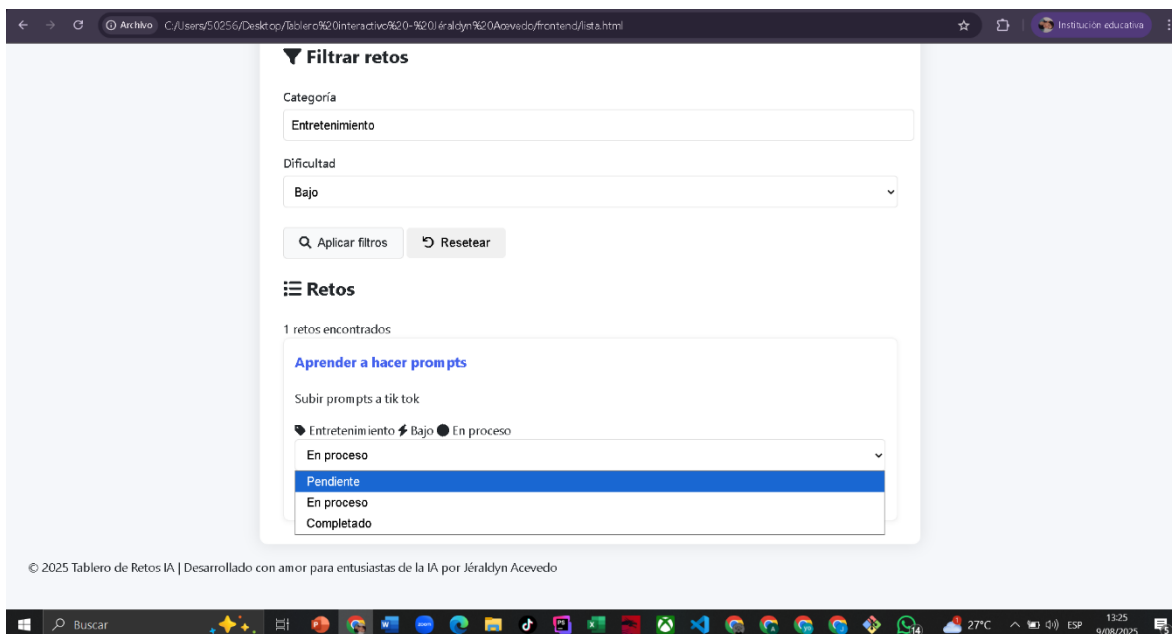 Archivo C:/Users/50256/Desktop/Tablero%20interactivo%20-%20Jéraldyn%20Acevedo/frontend/lista.html
Institución educativa
Filtrar retos
Categoría
Entretenimiento
Dificultad
Bajo
Aplicar filtros Resetear
Retos
1 retos encontrados
Aprender a hacer prompts
Subir prompts a tik tok
Entretenimiento Bajo En proceso
En proceso
Pendiente
En proceso
Completado
© 2025 Tablero de Retos IA | Desarrollado con amor para entusiastas de la IA por Jéraldyn Acevedo
Buscar 27°C ESP 13:25
9/08/2025